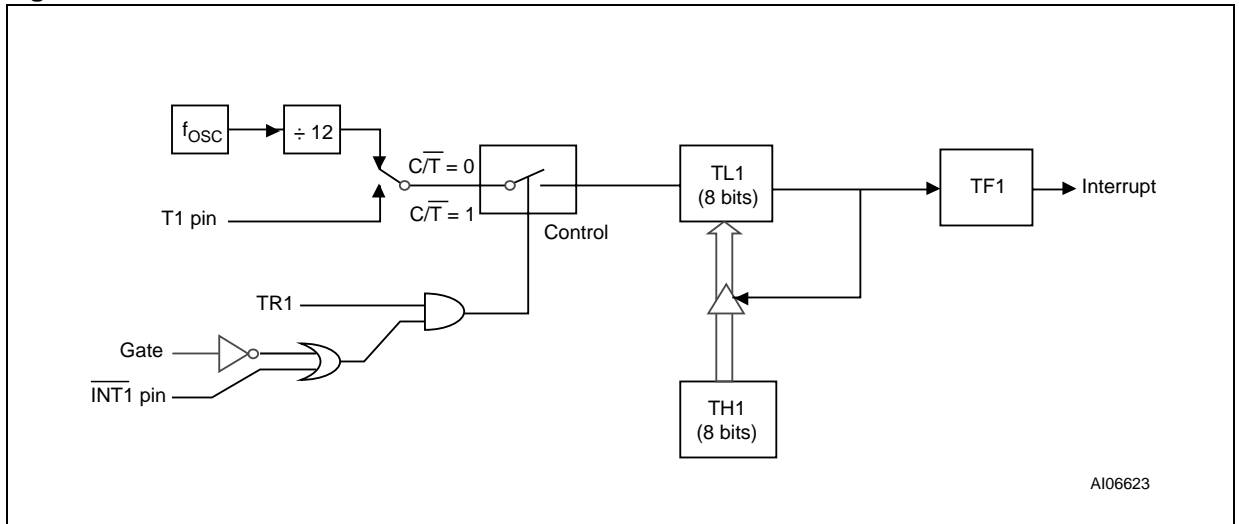 fOSC
÷ 12
C/T̅ = 0
T1 pin
C/T̅ = 1
Control
TL1
(8 bits)
TF1
Interrupt
TR1
Gate
I̅N̅T̅1̅ pin
TH1
(8 bits)
AI06623